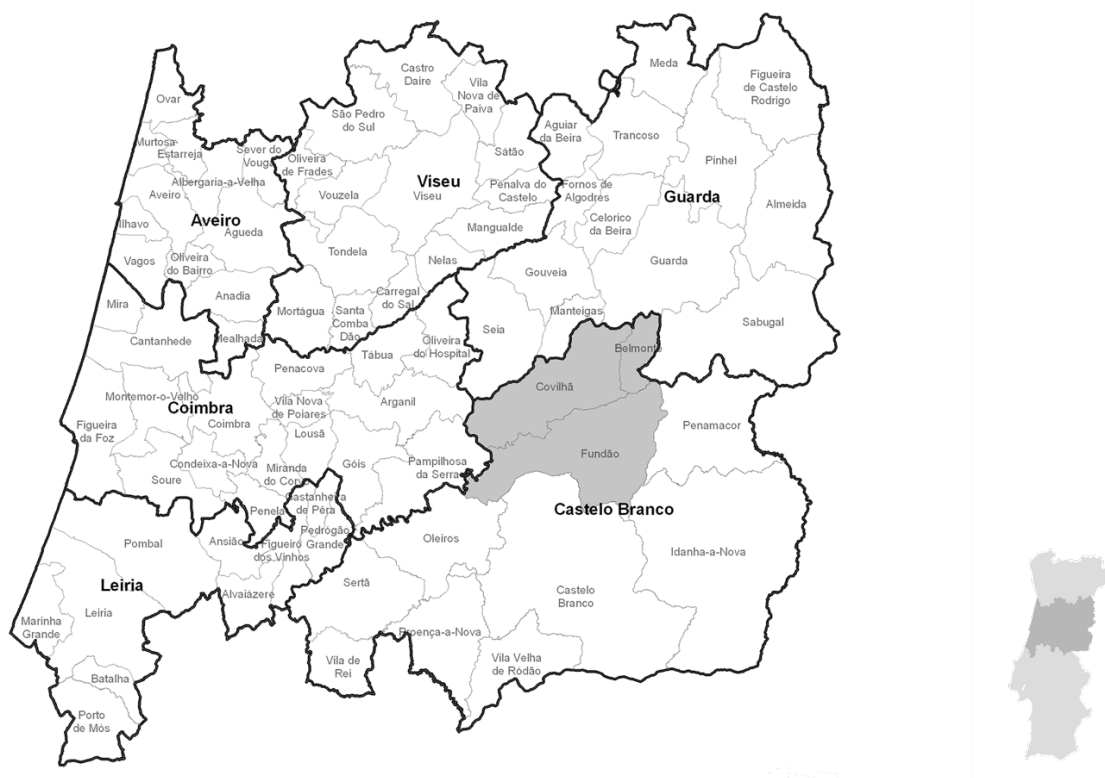 Castro
Daire
Meda
Figueira
de Castelo
Rodrigo
Vila
Nova de
Paiva
Ovar
São Pedro
do Sul
Aguiar
da Beira
Trancoso
Murtosa
Estarreja
Sever do
Vouga
Oliveira
de Frades
Sátão
Pinhel
Albergaria-a-Velha
Viseu
Viseu
Vouzela
Penalva do
Castelo
Fornos de
Algodres
Guarda
Aveiro
Almeida
Aveiro
Ílhavo
Águeda
Mangualde
Celorico
da Beira
Tondela
Vagos
Oliveira
do Bairro
Nelas
Gouveia
Guarda
Anadia
Carregal
do Sal
Mira
Mortágua
Santa
Comba
Dão
Manteigas
Seia
Sabugal
Cantanhede
Mealhada
Tábua
Oliveira
do Hospital
Belmonte
Penacova
Covilhã
Montemor-o-Velho
Coimbra
Coimbra
Vila Nova
de Poiares
Arganil
Figueira
da Foz
Penamacor
Lousã
Fundão
Condeixa-a-Nova
Soure
Miranda
do Corvo
Góis
Pampilhosa
da Serra
Penela
Castanheira
de Pêra
Castelo Branco
Pombal
Ansião
Figueiró
dos Vinhos
Pedrógão
Grande
Oleiros
Idanha-a-Nova
Leiria
Leiria
Alvaiázere
Sertã
Castelo
Branco
Marinha
Grande
Proença-a-Nova
Vila de
Rei
Vila Velha
de Ródão
Batalha
Porto
de Mós